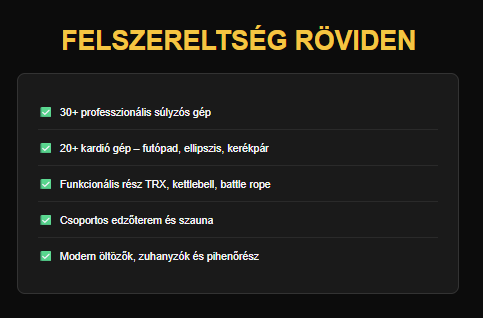 FELSZERELTSÉG RÖVIDEN
30+ professzionális súlyzós gép
20+ kardió gép – futópad, ellipszis, kerékpár
Funkcionális rész TRX, kettlebell, battle rope
Csoportos edzőterem és szauna
Modern öltözők, zuhanyzók és pihenőrész